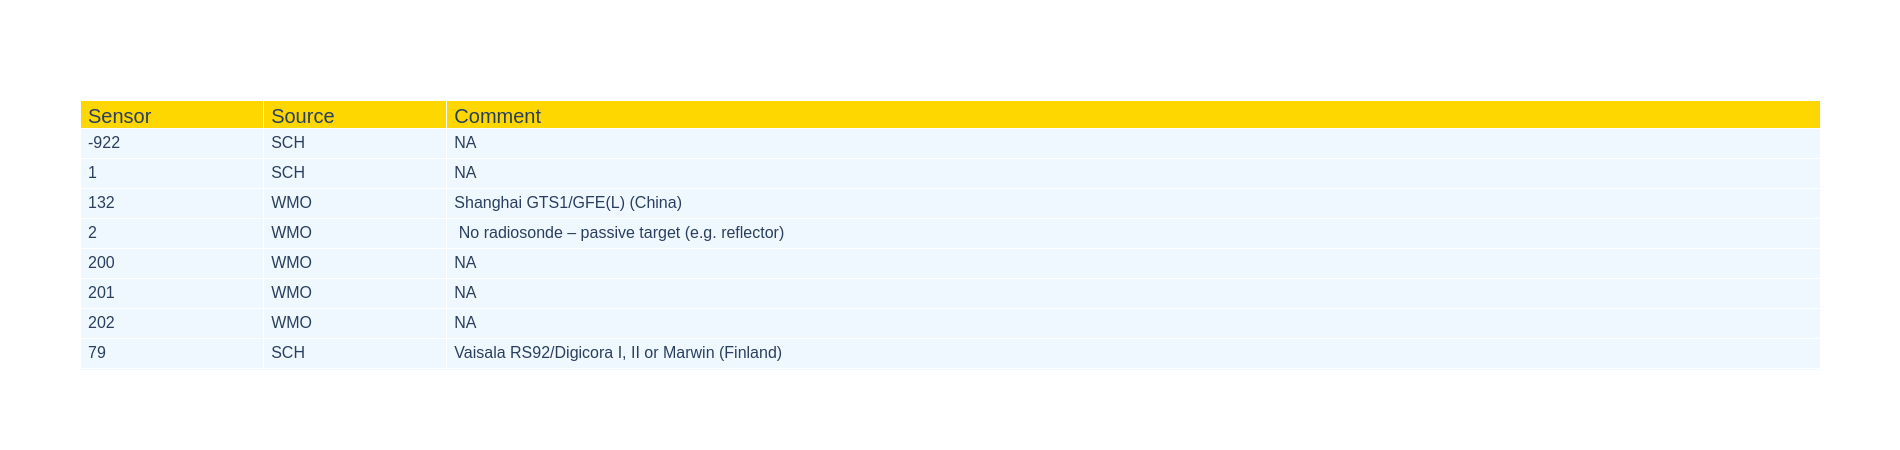 Sensor Source Comment
-922 SCH NA
1 SCH NA
132 WMO Shanghai GTS1/GFE(L) (China)
2 WMO No radiosonde – passive target (e.g. reflector)
200 WMO NA
201 WMO NA
202 WMO NA
79 SCH Vaisala RS92/Digicora I, II or Marwin (Finland)